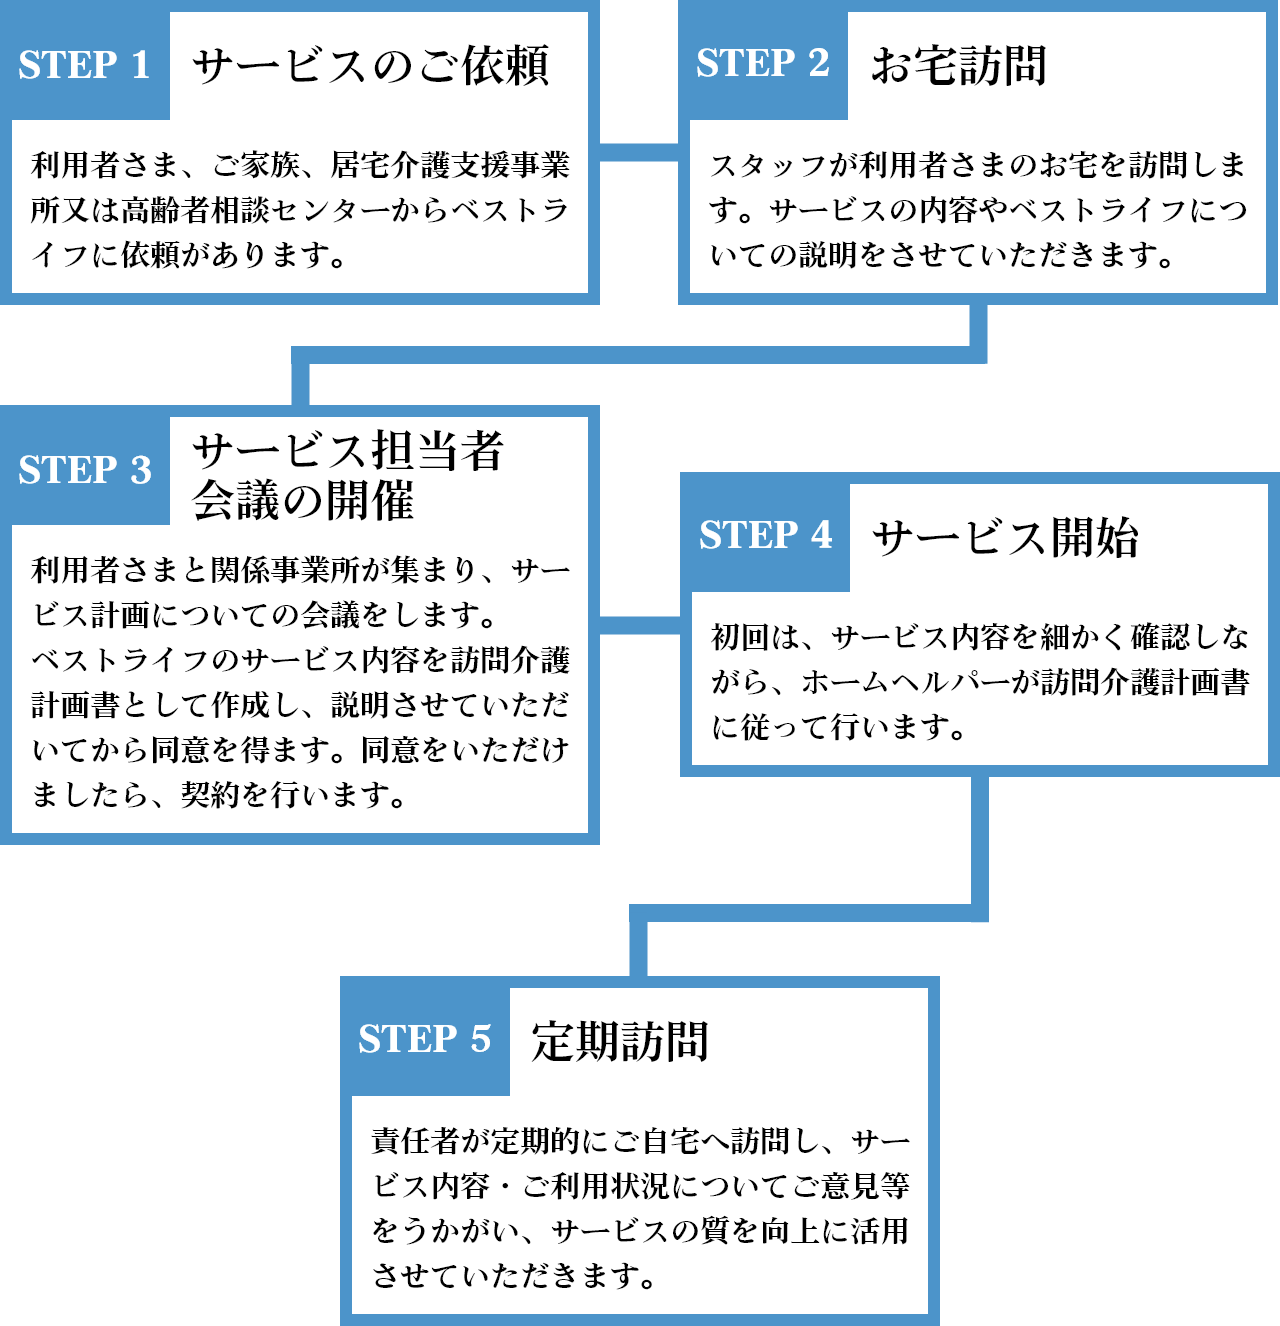 STEP 1
サービスのご依頼
利用者さま、ご家族、居宅介護支援事業
所又は高齢者相談センターからベストラ
イフに依頼があります。
STEP 2
お宅訪問
スタッフが利用者さまのお宅を訪問しま
す。サービスの内容やベストライフにつ
いての説明をさせていただきます。
STEP 3
サービス担当者
会議の開催
利用者さまと関係事業所が集まり、サー
ビス計画についての会議をします。
ベストライフのサービス内容を訪問介護
計画書として作成し、説明させていただ
いてから同意を得ます。同意をいただけ
ましたら、契約を行います。
STEP 4
サービス開始
初回は、サービス内容を細かく確認しな
がら、ホームヘルパーが訪問介護計画書
に従って行います。
STEP 5
定期訪問
責任者が定期的にご自宅へ訪問し、サー
ビス内容・ご利用状況についてご意見等
をうかがい、サービスの質を向上に活用
させていただきます。